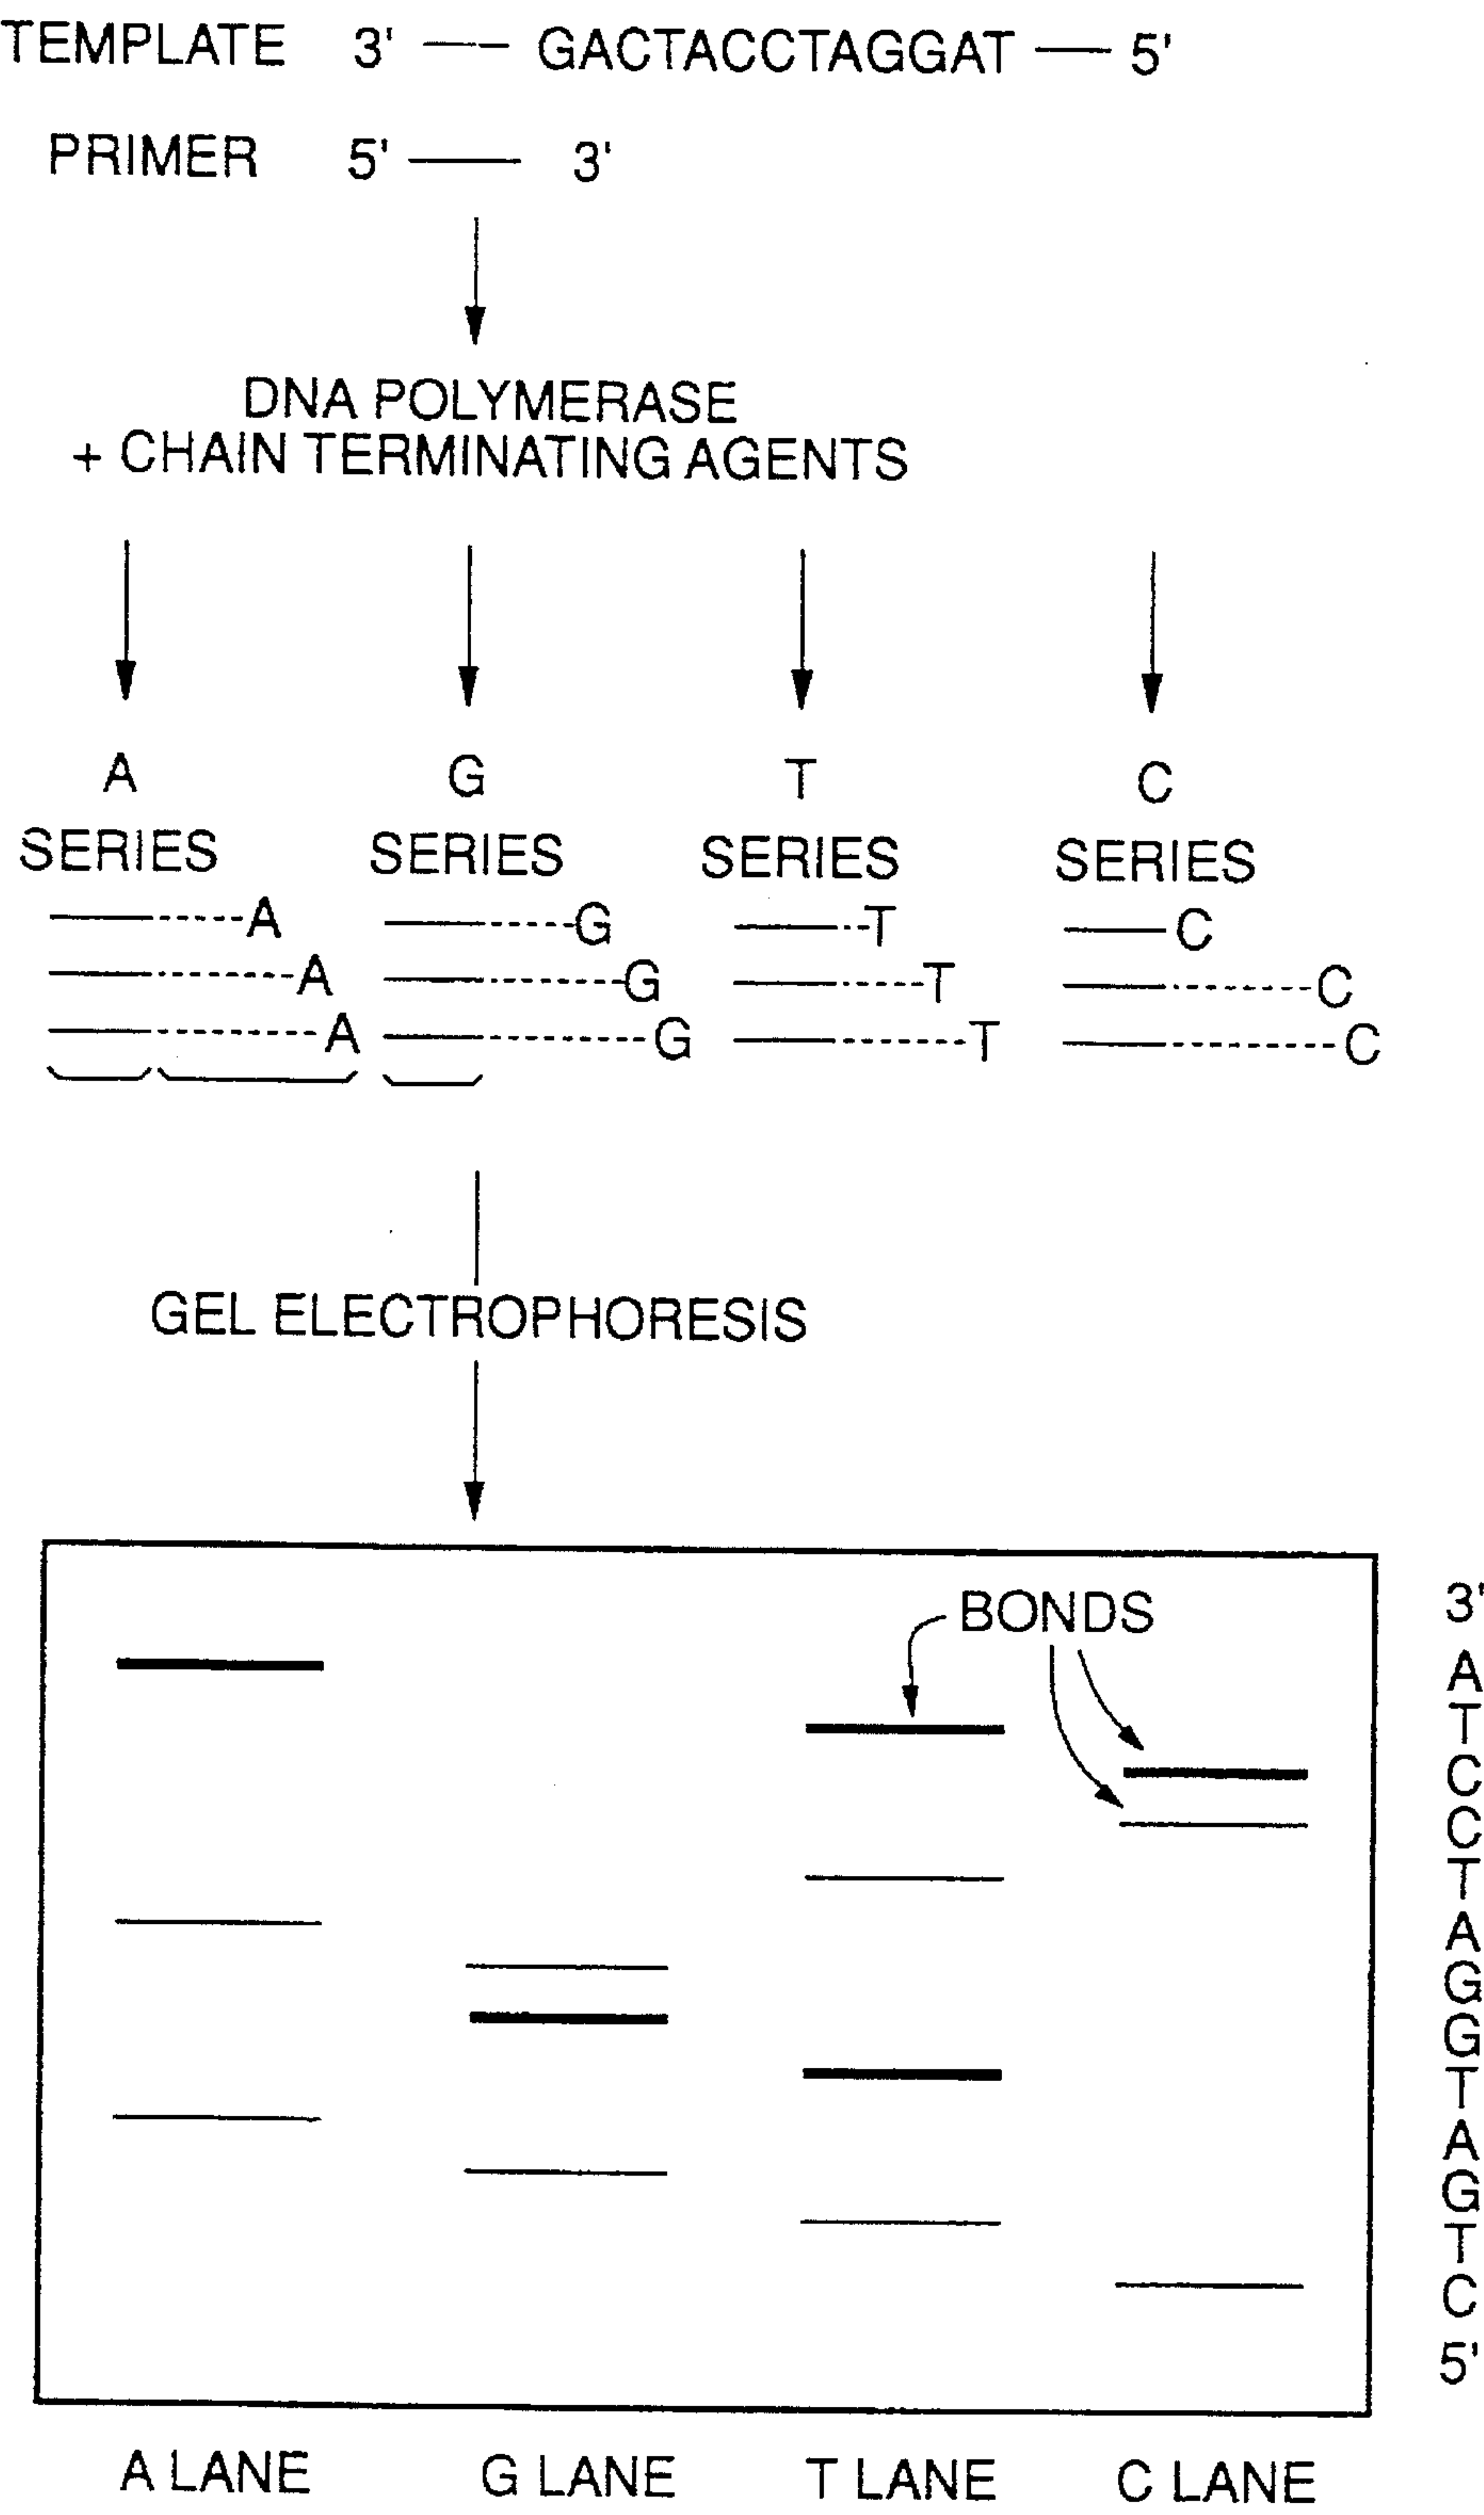 TEMPLATE 3' GACTACCTAGGAT 5'
PRIMER 5' 3'
DNA POLYMERASE
+ CHAIN TERMINATING AGENTS
A G T C
SERIES SERIES SERIES SERIES
A G T C
A G T C
A G T C
GEL ELECTROPHORESIS
BONDS
3'
A
T
C
C
T
A
G
G
T
A
G
T
C
5'
A LANE G LANE T LANE C LANE